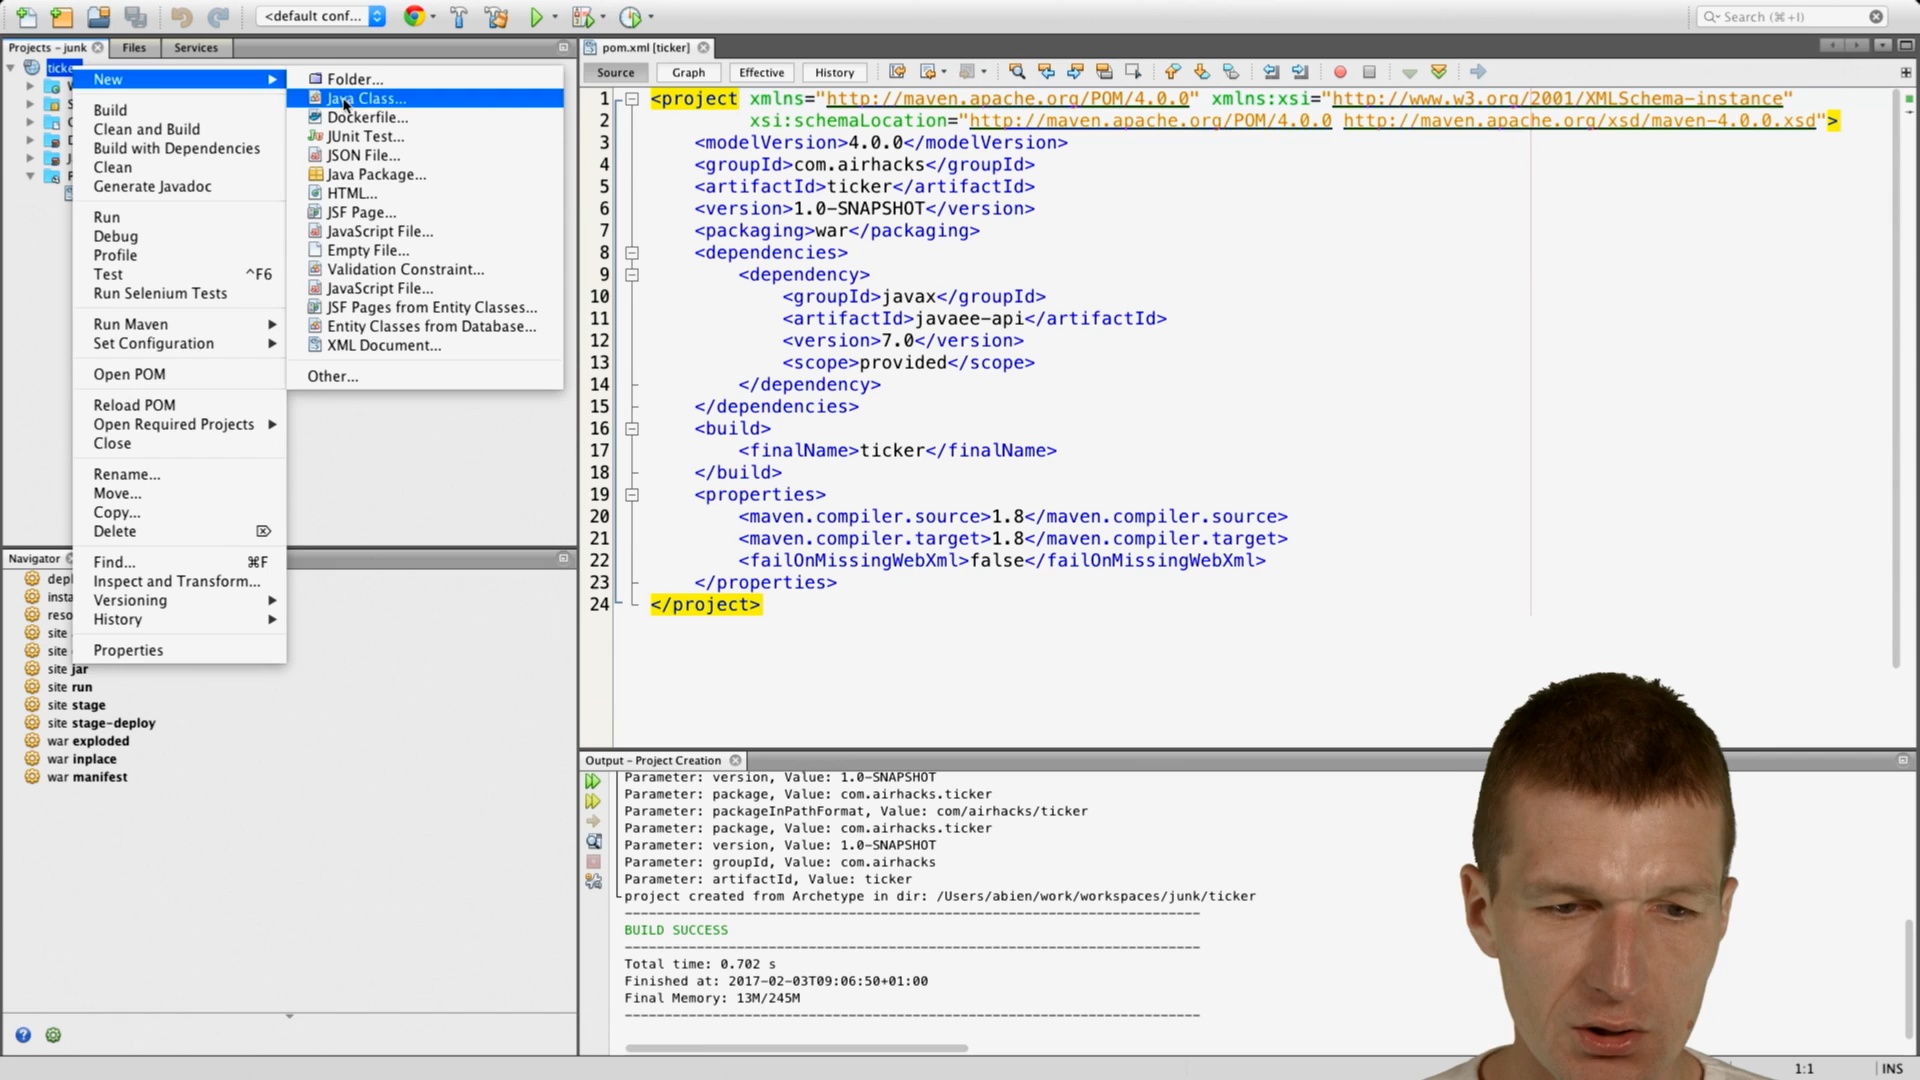 <default conf...
Search (⌘+I)
Projects – junk
Files
Services
pom.xml [ticker]
Source
Graph
Effective
History
New
Build
Clean and Build
Build with Dependencies
Clean
Generate Javadoc
Run
Debug
Profile
Test ^F6
Run Selenium Tests
Run Maven
Set Configuration
Open POM
Reload POM
Open Required Projects
Close
Rename...
Move...
Copy...
Delete
Find... ⌘F
Inspect and Transform...
Versioning
History
Properties
Folder...
Java Class...
Dockerfile...
JUnit Test...
JSON File...
Java Package...
HTML...
JSF Page...
JavaScript File...
Empty File...
Validation Constraint...
JavaScript File...
JSF Pages from Entity Classes...
Entity Classes from Database...
XML Document...
Other...
1 <project xmlns="http://maven.apache.org/POM/4.0.0" xmlns:xsi="http://www.w3.org/2001/XMLSchema-instance"
2 xsi:schemaLocation="http://maven.apache.org/POM/4.0.0 http://maven.apache.org/xsd/maven-4.0.0.xsd">
3 <modelVersion>4.0.0</modelVersion>
4 <groupId>com.airhacks</groupId>
5 <artifactId>ticker</artifactId>
6 <version>1.0-SNAPSHOT</version>
7 <packaging>war</packaging>
8 <dependencies>
9 <dependency>
10 <groupId>javax</groupId>
11 <artifactId>javaee-api</artifactId>
12 <version>7.0</version>
13 <scope>provided</scope>
14 </dependency>
15 </dependencies>
16 <build>
17 <finalName>ticker</finalName>
18 </build>
19 <properties>
20 <maven.compiler.source>1.8</maven.compiler.source>
21 <maven.compiler.target>1.8</maven.compiler.target>
22 <failOnMissingWebXml>false</failOnMissingWebXml>
23 </properties>
24 </project>
Navigator
site
site
site jar
site run
site stage
site stage-deploy
war exploded
war inplace
war manifest
Output – Project Creation
Parameter: version, Value: 1.0-SNAPSHOT
Parameter: package, Value: com.airhacks.ticker
Parameter: packageInPathFormat, Value: com/airhacks/ticker
Parameter: package, Value: com.airhacks.ticker
Parameter: version, Value: 1.0-SNAPSHOT
Parameter: groupId, Value: com.airhacks
Parameter: artifactId, Value: ticker
project created from Archetype in dir: /Users/abien/work/workspaces/junk/ticker
------------------------------------------------------------------------
BUILD SUCCESS
------------------------------------------------------------------------
Total time: 0.702 s
Finished at: 2017-02-03T09:06:50+01:00
Final Memory: 13M/245M
------------------------------------------------------------------------
1:1
INS